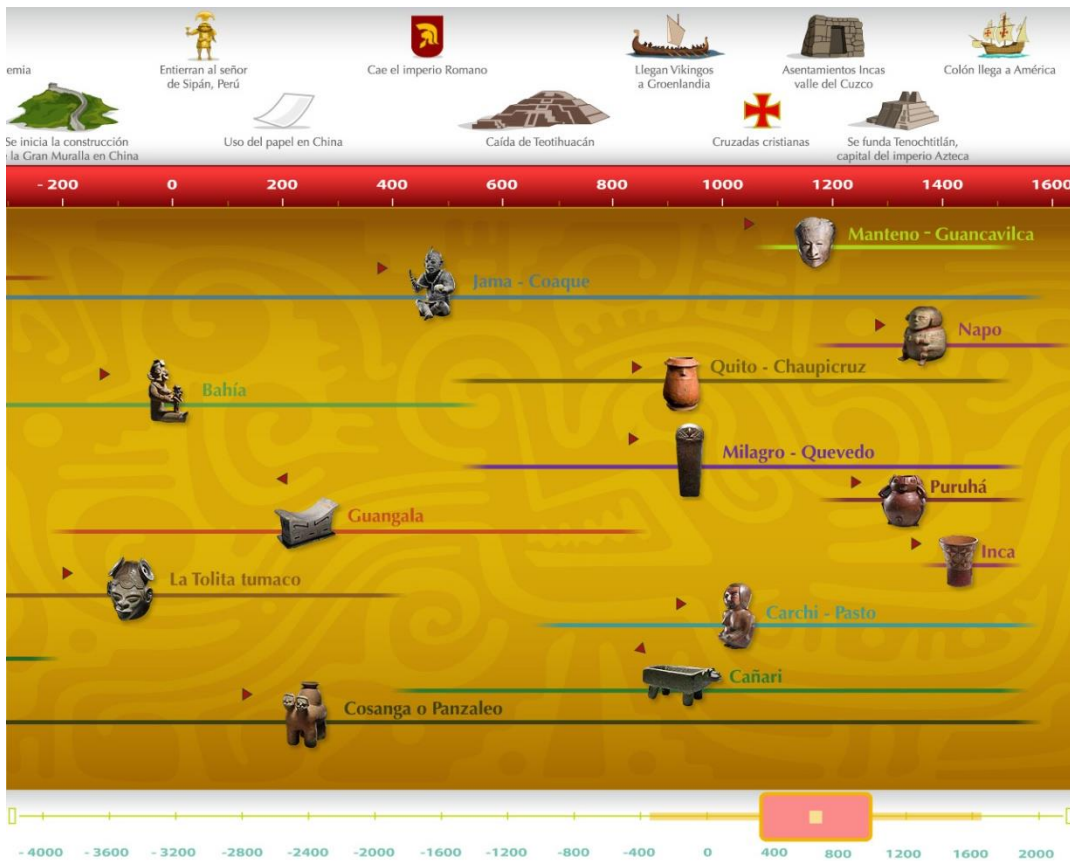 emia
Entierran al señor
de Sipán, Perú
Cae el imperio Romano
Llegan Vikingos
a Groenlandia
Asentamientos Incas
valle del Cuzco
Colón llega a América
Se inicia la construcción
la Gran Muralla en China
Uso del papel en China
Caída de Teotihuacán
Cruzadas cristianas
Se funda Tenochtitlán,
capital del imperio Azteca
- 200 0 200 400 600 800 1000 1200 1400 1600
Manteno - Guancavilca
Jama - Coaque
Napo
Quito - Chaupicruz
Bahía
Milagro - Quevedo
Puruhá
Guangala
Inca
La Tolita tumaco
Carchi - Pasto
Cañari
Cosanga o Panzaleo
- 4000 - 3600 - 3200 -2800 -2400 -2000 -1600 -1200 -800 -400 0 400 800 1200 1600 2000